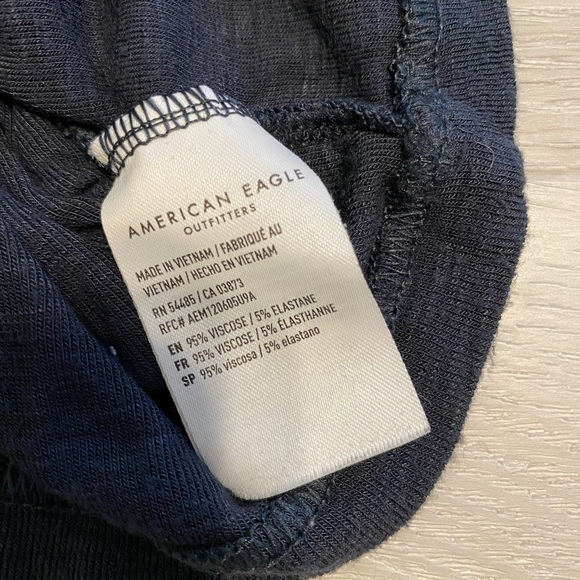 AMERICAN EAGLE
OUTFITTERS
MADE IN VIETNAM / FABRIQUÉ AU
VIETNAM / HECHO EN VIETNAM
RN 54485 / CA 03873
RFC# AEM120605U9A
EN 95% VISCOSE / 5% ELASTANE
FR 95% VISCOSE / 5% ÉLASTHANNE
SP 95% viscosa / 5% elastano